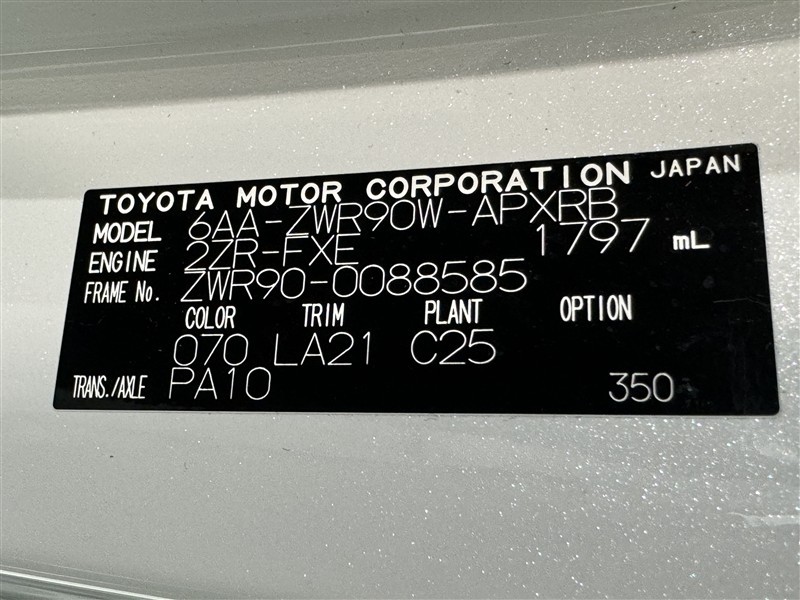 TOYOTA MOTOR CORPORATION JAPAN
MODEL 6AA-ZWR90W-APXRB
ENGINE 2ZR-FXE 1797 mL
FRAME No. ZWR90-0088585
COLOR TRIM PLANT OPTION
070 LA21 C25
TRANS./AXLE PA10 350